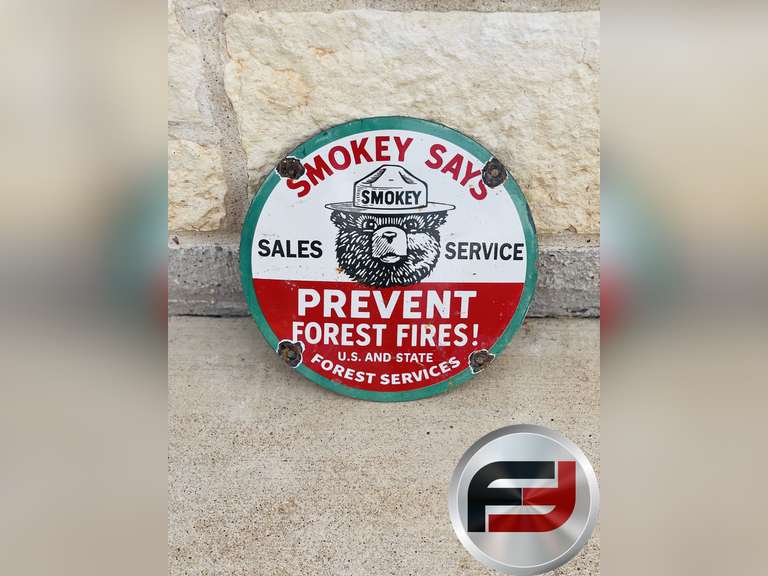 SMOKEY SAYS
SMOKEY
SALES SERVICE
PREVENT
FOREST FIRES!
U.S. AND STATE
FOREST SERVICES